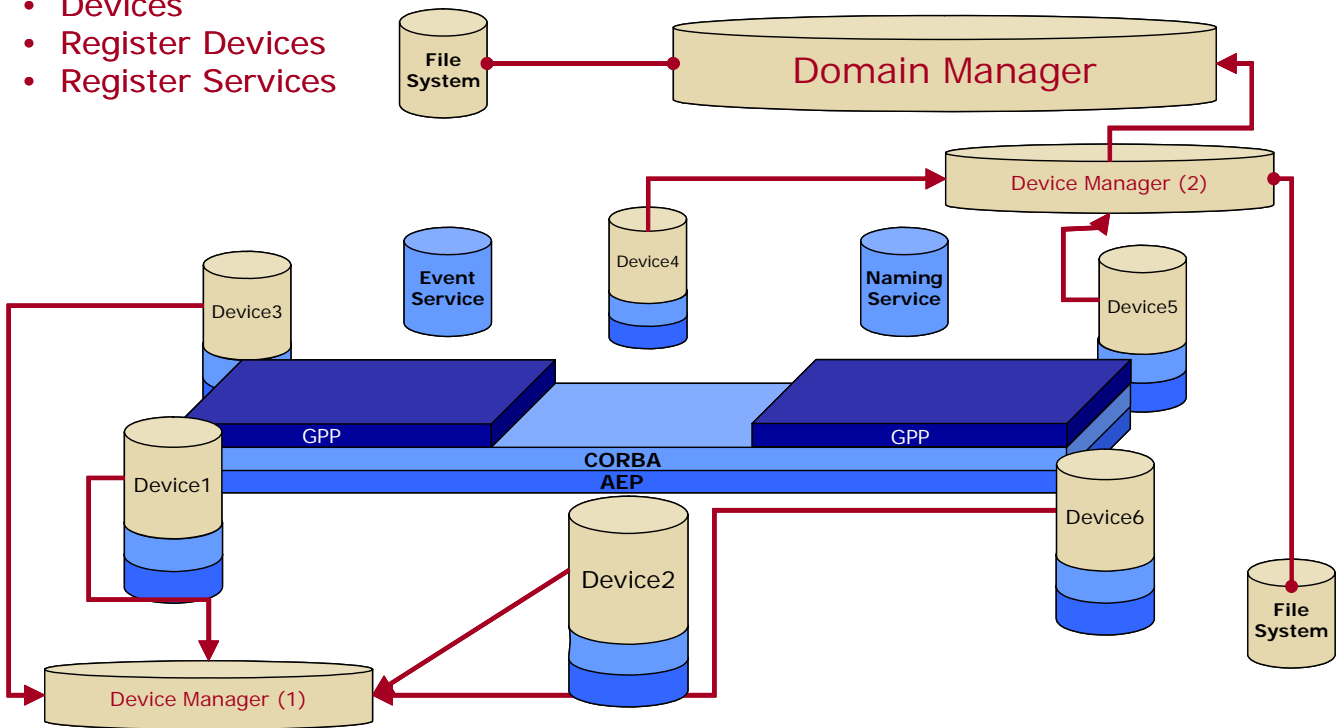 • Devices
• Register Devices
• Register Services
File
System
Domain Manager
Device Manager (2)
Device4
Event
Service
Naming
Service
Device3
Device5
GPP
GPP
CORBA
AEP
Device1
Device6
Device2
File
System
Device Manager (1)